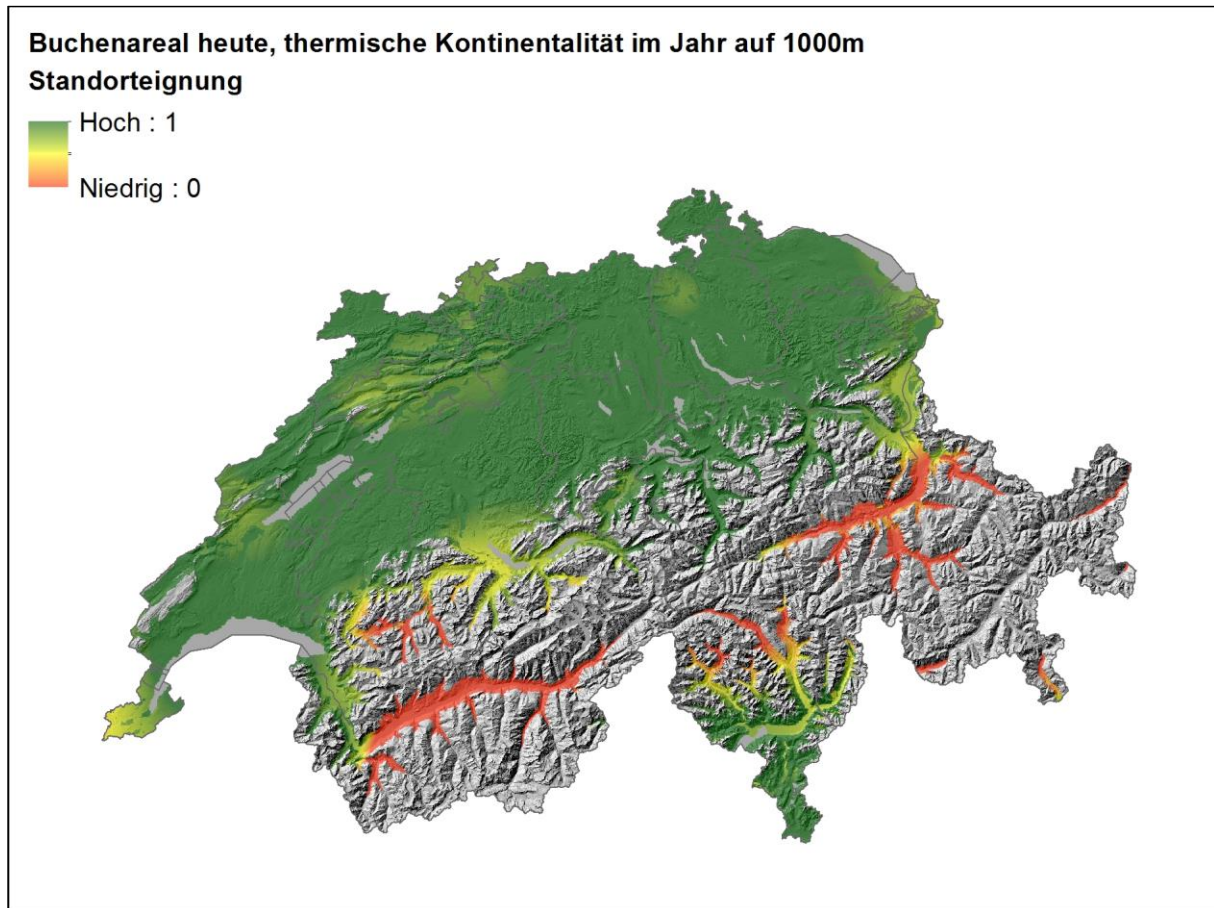 Buchenareal heute, thermische Kontinentalität im Jahr auf 1000m
Standorteignung
Hoch : 1
Niedrig : 0